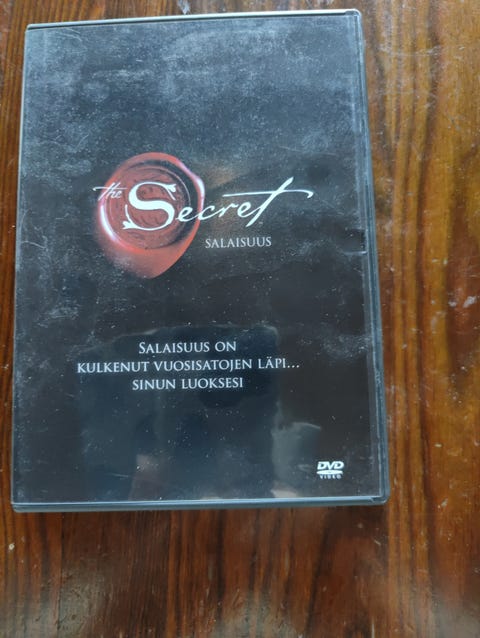 the Secret
SALAISUUS
SALAISUUS ON
KULKENUT VUOSISATOJEN LÄPI...
SINUN LUOKSESI
DVD
VIDEO